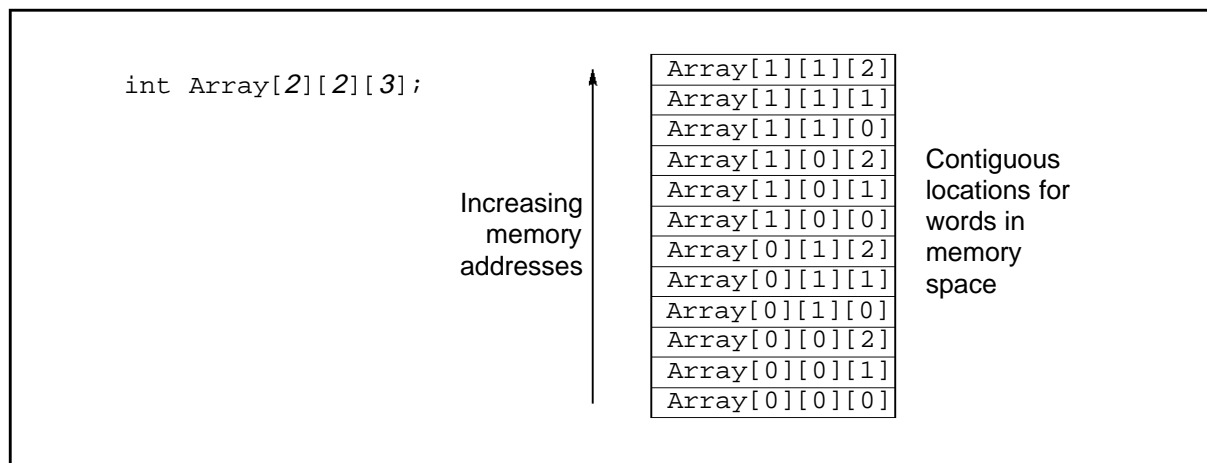 int Array[2][2][3];
Increasing
memory
addresses
Array[1][1][2]
Array[1][1][1]
Array[1][1][0]
Array[1][0][2]
Array[1][0][1]
Array[1][0][0]
Array[0][1][2]
Array[0][1][1]
Array[0][1][0]
Array[0][0][2]
Array[0][0][1]
Array[0][0][0]
Contiguous
locations for
words in
memory
space